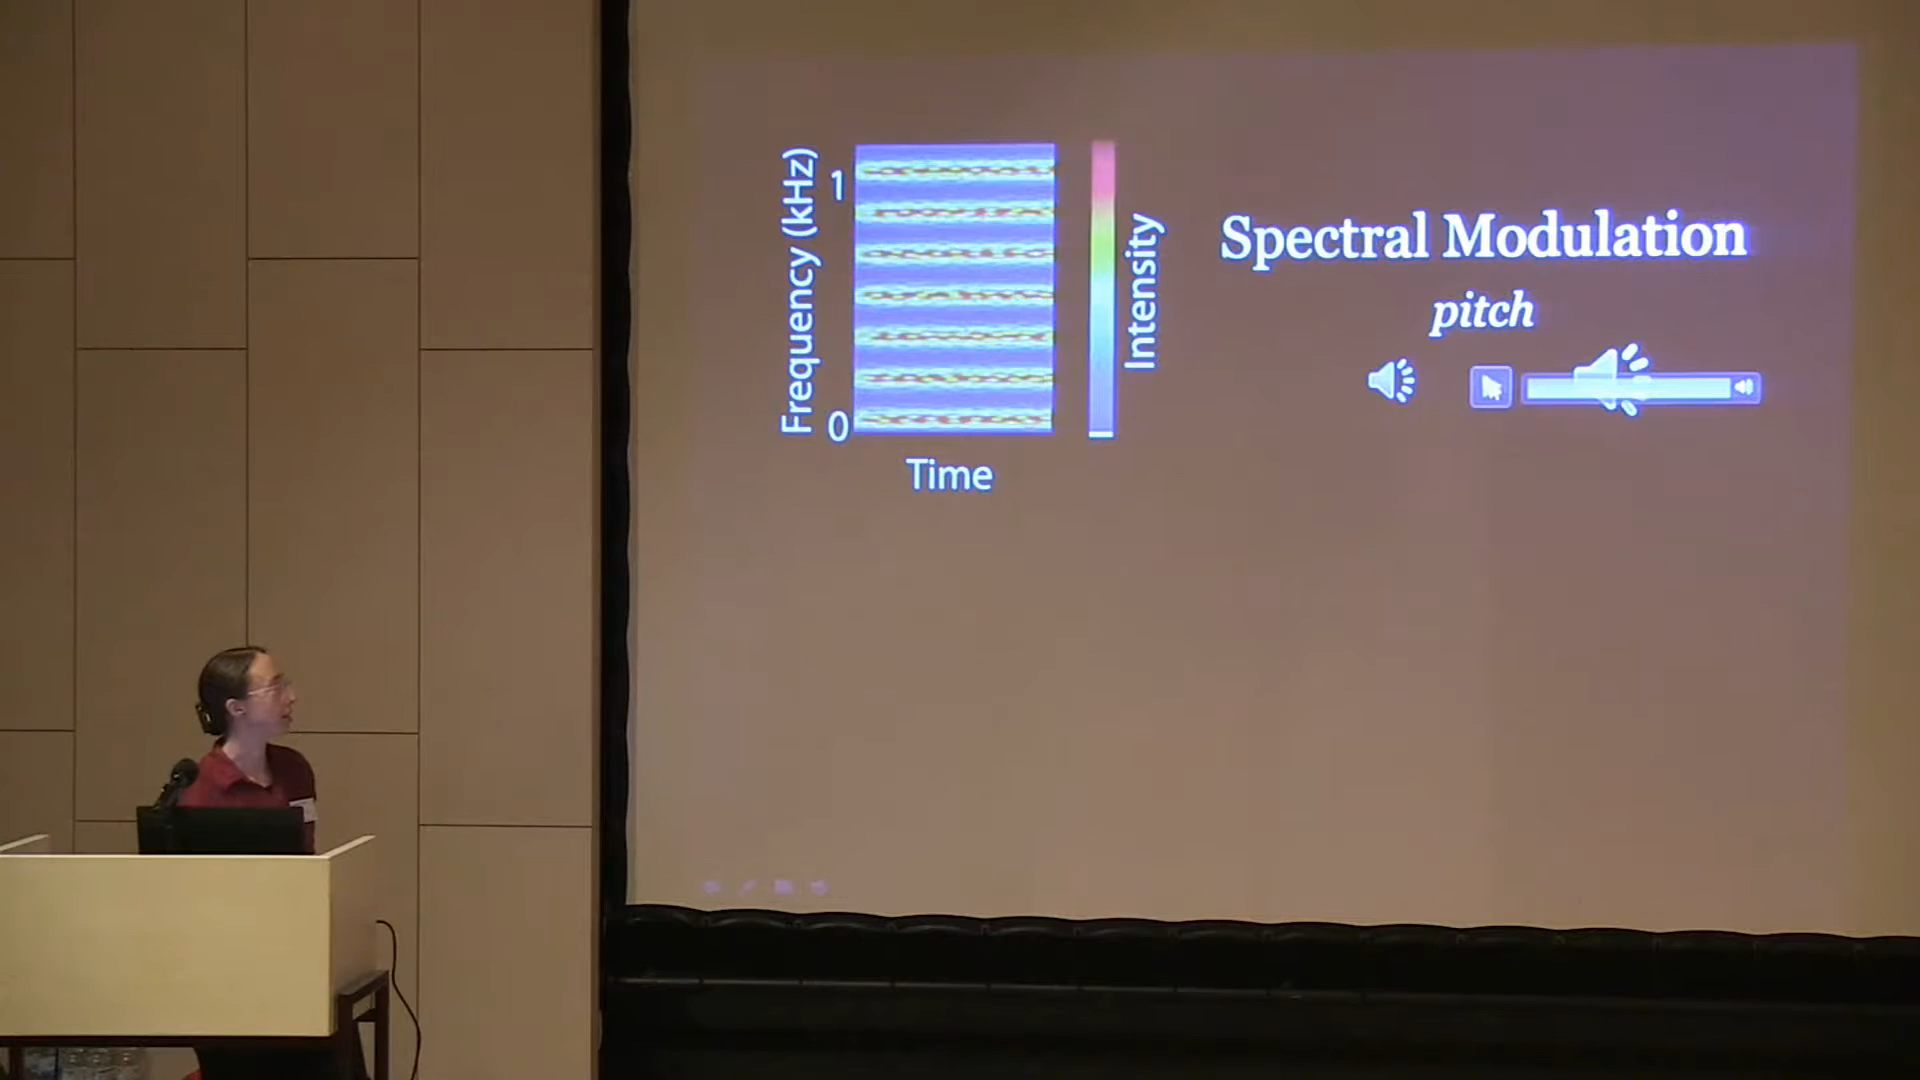 Frequency (kHz)
1
0
Time
Intensity
Spectral Modulation
pitch